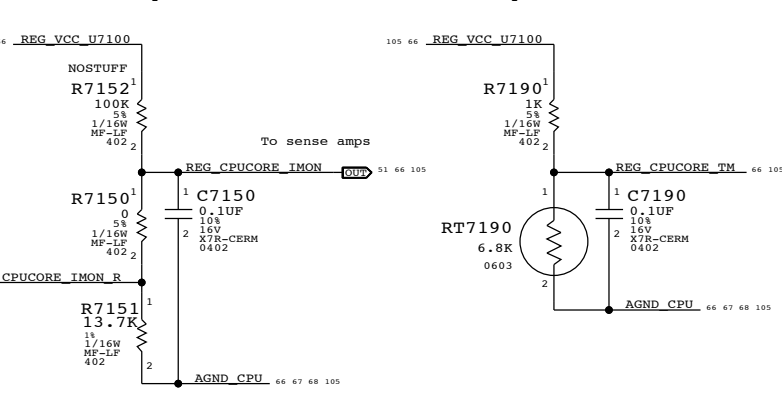 6 REG_VCC_U7100
NOSTUFF
R7152 1
100K
5%
1/16W
MF-LF
402 2
To sense amps
REG_CPUCORE_IMON OUT 51 66 105
R7150 1
0
5%
1/16W
MF-LF
402 2
1 C7150
0.1UF
10%
16V
2 X7R-CERM
0402
CPUCORE_IMON_R
R7151 1
13.7K
1%
1/16W
MF-LF
402 2
AGND_CPU 66 67 68 105
105 66 REG_VCC_U7100
R7190 1
1K
5%
1/16W
MF-LF
402 2
REG_CPUCORE_TM 66 105
1
RT7190
6.8K
0603
2
1 C7190
0.1UF
10%
16V
2 X7R-CERM
0402
AGND_CPU 66 67 68 105